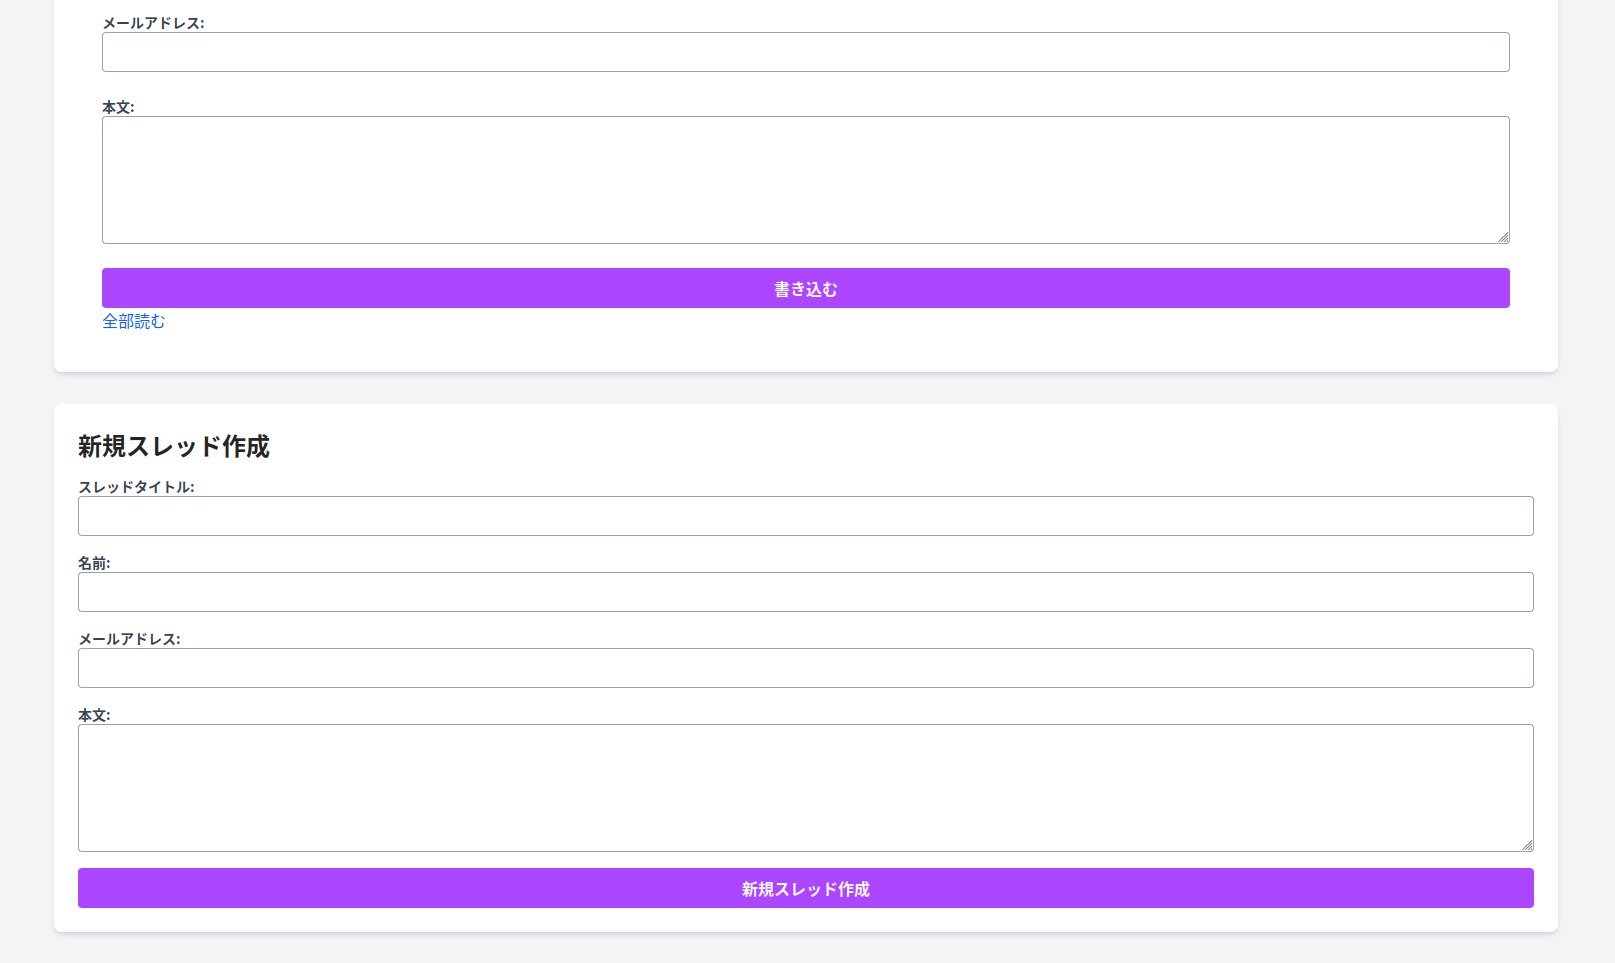 メールアドレス:
本文:
書き込む
全部読む
新規スレッド作成
スレッドタイトル:
名前:
メールアドレス:
本文:
新規スレッド作成